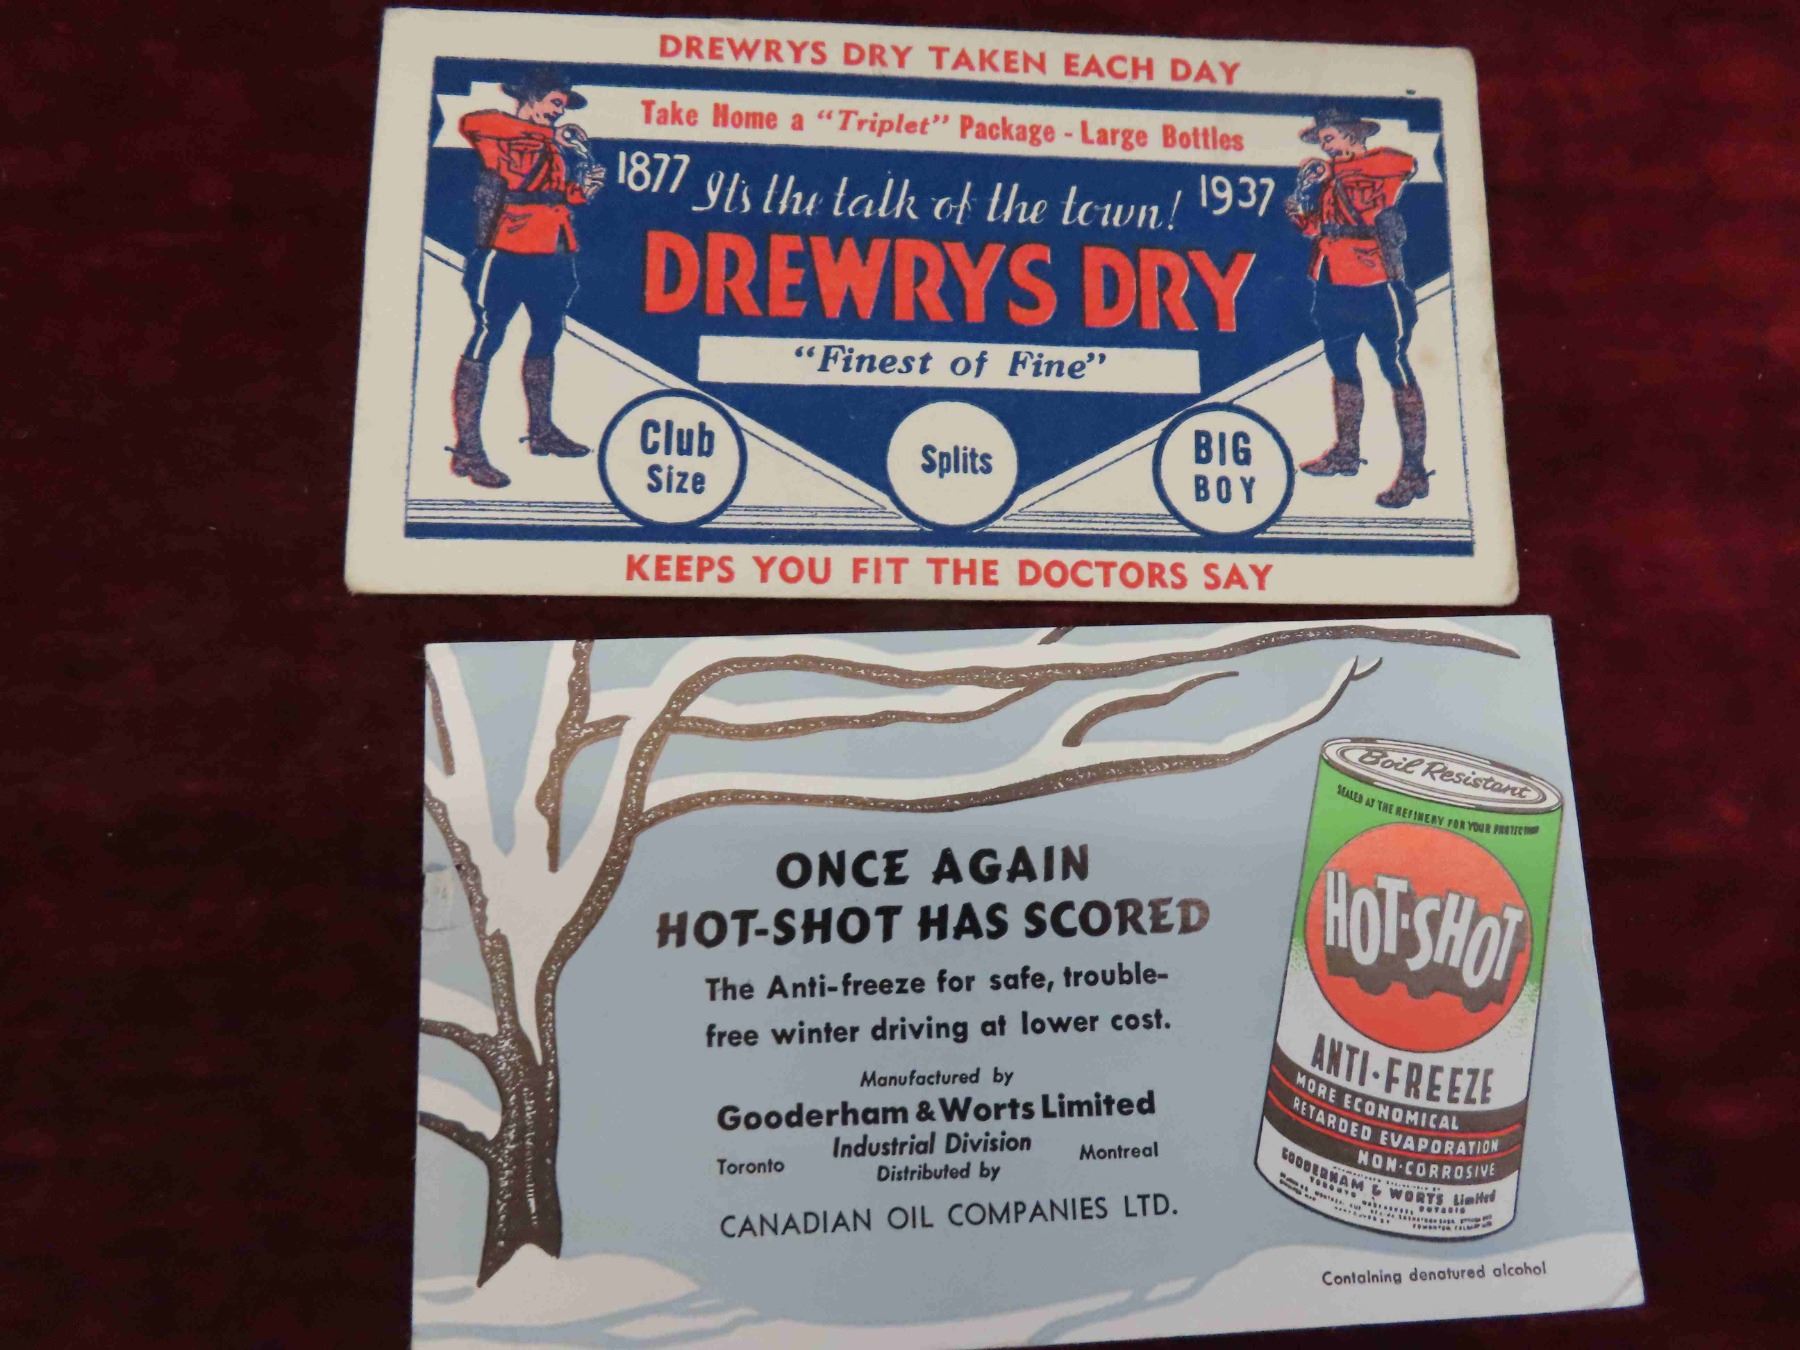 DREWRYS DRY TAKEN EACH DAY
Take Home a "Triplet" Package - Large Bottles
1877 It's the talk of the town! 1937
DREWRYS DRY
"Finest of Fine"
Club
Size
Splits
BIG
BOY
KEEPS YOU FIT THE DOCTORS SAY
ONCE AGAIN
HOT-SHOT HAS SCORED
The Anti-freeze for safe, trouble-
free winter driving at lower cost.
Manufactured by
Gooderham & Worts Limited
Industrial Division
Toronto Montreal
Distributed by
CANADIAN OIL COMPANIES LTD.
Boil Resistant
SEALED AT THE REFINERY FOR YOUR PROTECTION
HOT-SHOT
ANTI-FREEZE
MORE ECONOMICAL
RETARDED EVAPORATION
NON-CORROSIVE
GOODERHAM & WORTS Limited
TORONTO ONTARIO
Containing denatured alcohol